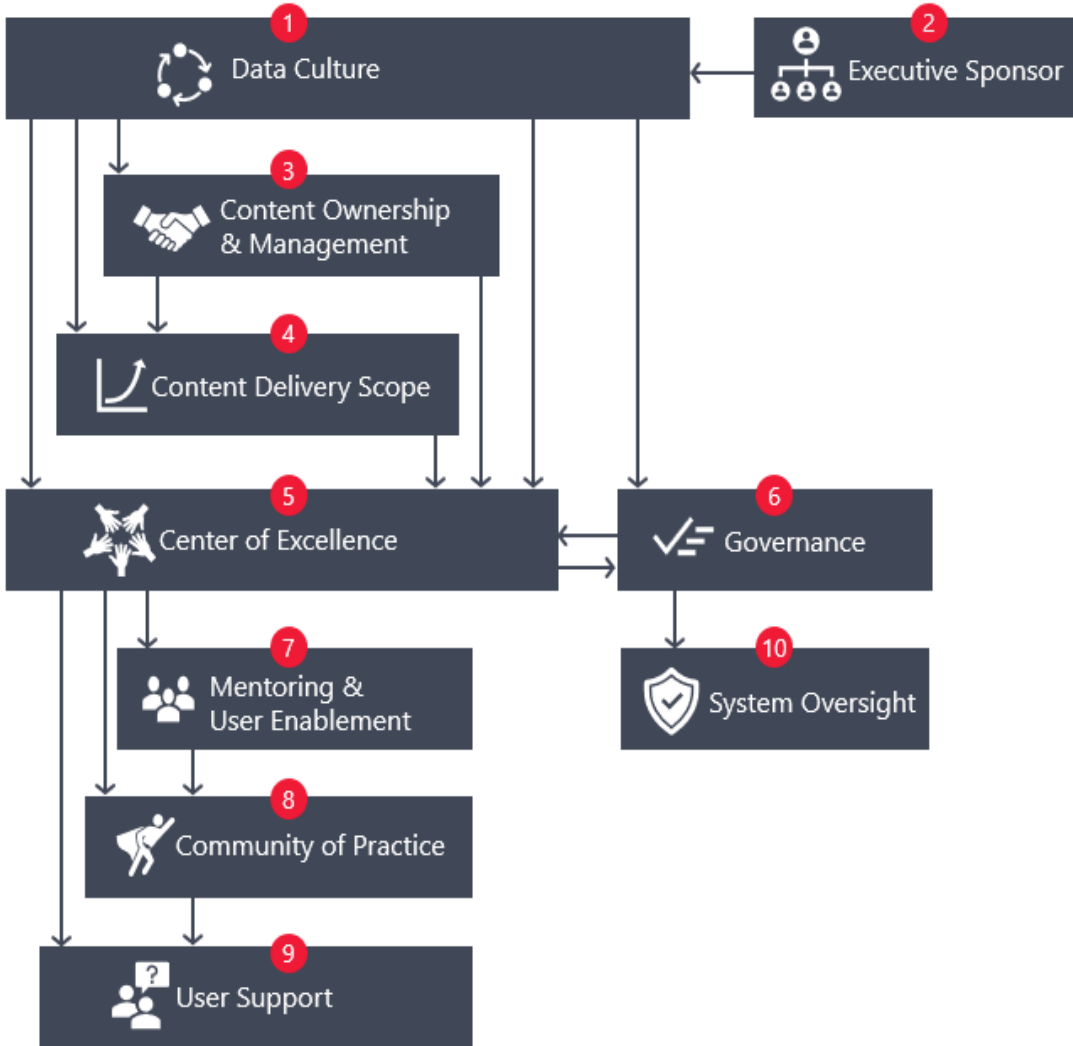 1
Data Culture
2
Executive Sponsor
3
Content Ownership
& Management
4
Content Delivery Scope
5
Center of Excellence
6
Governance
7
Mentoring &
User Enablement
10
System Oversight
8
Community of Practice
9
?
User Support